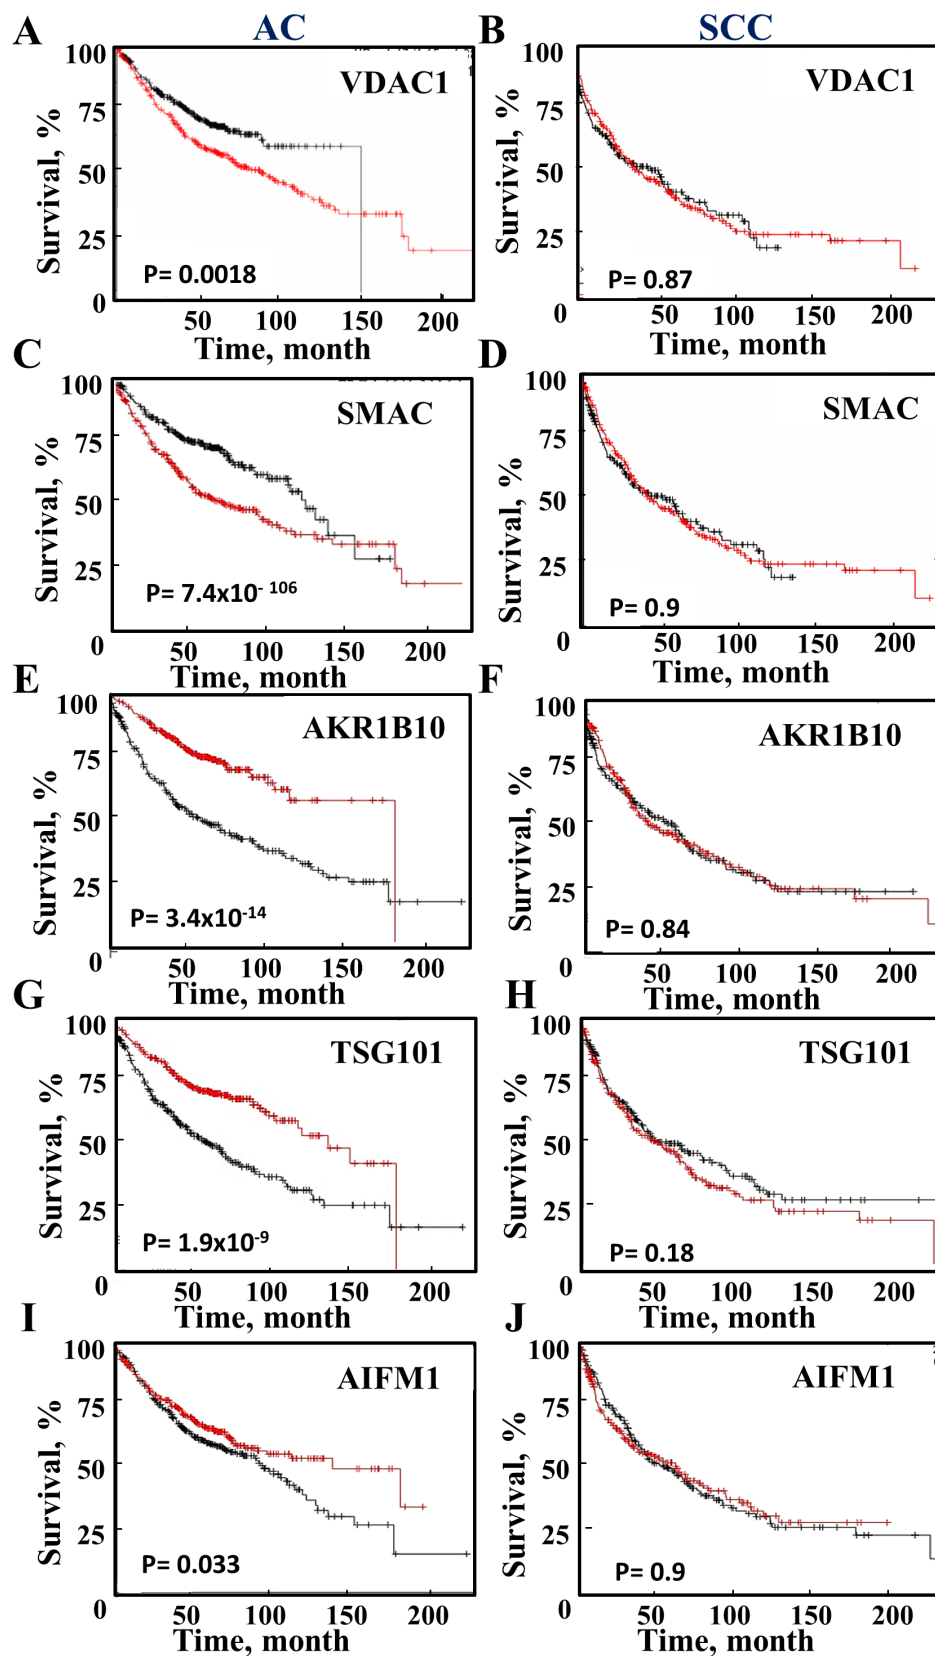 AC
SCC
A
VDAC1
Survival, %
100
75
50
25
0
P= 0.0018
50 100 150 200
Time, month
B
VDAC1
Survival, %
100
75
50
25
0
P= 0.87
50 100 150 200
Time, month
C
SMAC
Survival, %
100
75
50
25
0
P= 7.4x10- 106
50 100 150 200
Time, month
D
SMAC
Survival, %
100
75
50
25
0
P= 0.9
50 100 150 200
Time, month
E
AKR1B10
Survival, %
100
75
50
25
0
P= 3.4x10-14
50 100 150 200
Time, month
F
AKR1B10
Survival, %
100
75
50
25
0
P= 0.84
50 100 150 200
Time, month
G
TSG101
Survival, %
100
75
50
25
0
P= 1.9x10-9
50 100 150 200
Time, month
H
TSG101
Survival, %
100
75
50
25
0
P= 0.18
50 100 150 200
Time, month
I
AIFM1
Survival, %
100
75
50
25
0
P= 0.033
50 100 150 200
Time, month
J
AIFM1
Survival, %
100
75
50
25
0
P= 0.9
50 100 150 200
Time, month